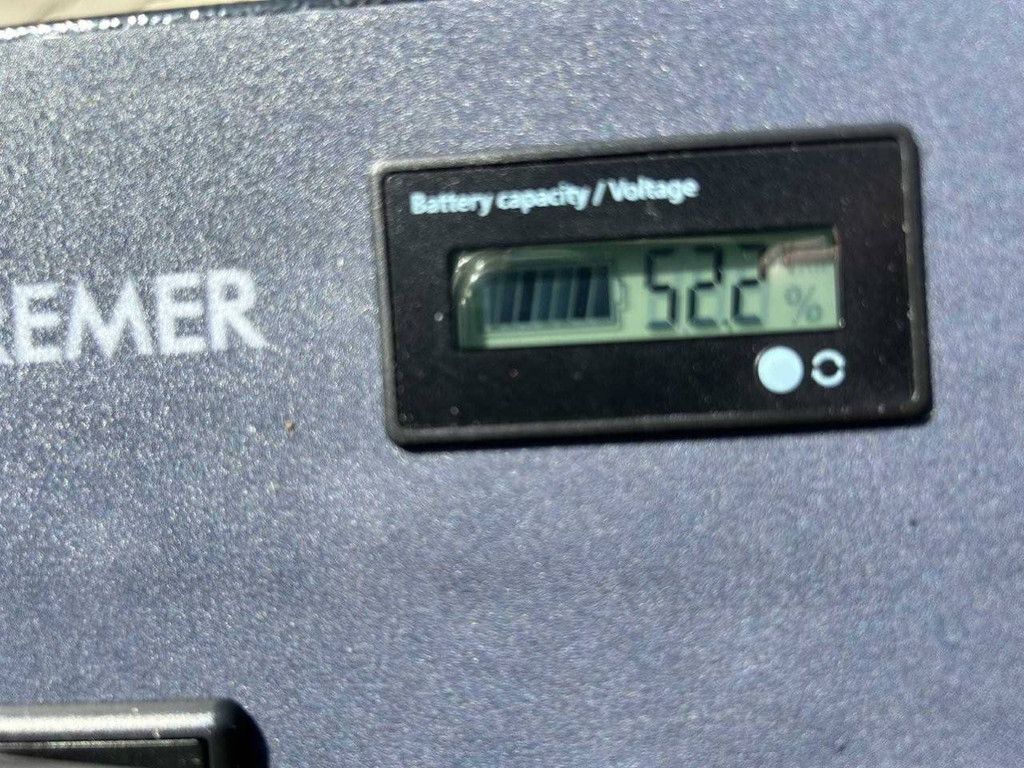 Battery capacity / Voltage
52.2 %
REMER